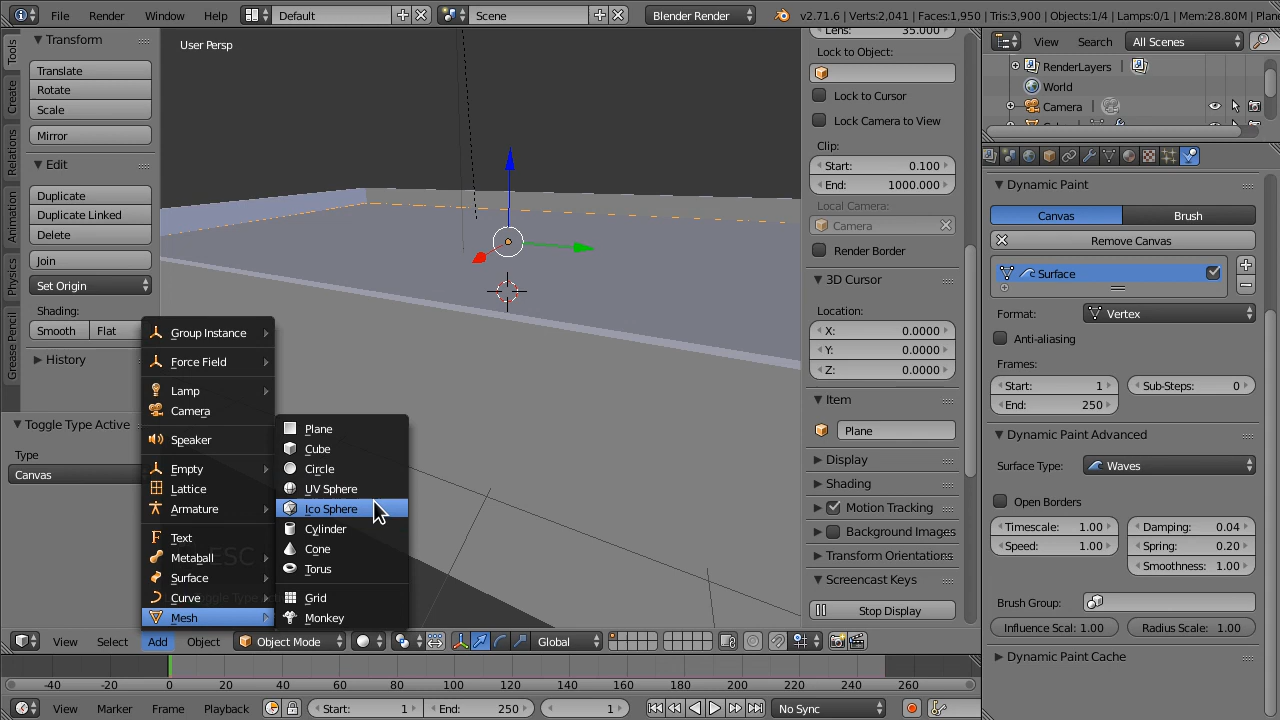 File Render Window Help Default Scene Blender Render v2.71.6 | Verts:2,041 | Faces:1,950 | Tris:3,900 | Objects:1/4 | Lamps:0/1 | Mem:28.80M |
Tools
Create
Relations
Animation
Physics
Grease Pencil
Transform
Translate
Rotate
Scale
Mirror
Edit
Duplicate
Duplicate Linked
Delete
Join
Set Origin
Shading:
Smooth Flat
History
Toggle Type Active
Type
Canvas
User Persp
Group Instance
Force Field
Lamp
Camera
Speaker
Empty
Lattice
Armature
Text
Metaball
Surface
Curve
Mesh
Plane
Cube
Circle
UV Sphere
Ico Sphere
Cylinder
Cone
Torus
Grid
Monkey
Lens: 35.000
Lock to Object:
Lock to Cursor
Lock Camera to View
Clip:
Start: 0.100
End: 1000.000
Local Camera:
Camera
Render Border
3D Cursor
Location:
X: 0.0000
Y: 0.0000
Z: 0.0000
Item
Plane
Display
Shading
Motion Tracking
Background Images
Transform Orientations
Screencast Keys
Stop Display
View Search All Scenes
RenderLayers |
World
Camera |
Dynamic Paint
Canvas Brush
Remove Canvas
Surface
Format: Vertex
Anti-aliasing
Frames:
Start: 1 Sub-Steps: 0
End: 250
Dynamic Paint Advanced
Surface Type: Waves
Open Borders
Timescale: 1.00 Damping: 0.04
Speed: 1.00 Spring: 0.20
Smoothness: 1.00
Brush Group:
Influence Scal: 1.00 Radius Scale: 1.00
Dynamic Paint Cache
View Select Add Object Object Mode Global
-40 -20 0 20 40 60 80 100 120 140 160 180 200 220 240 260
View Marker Frame Playback Start: 1 End: 250 1 No Sync